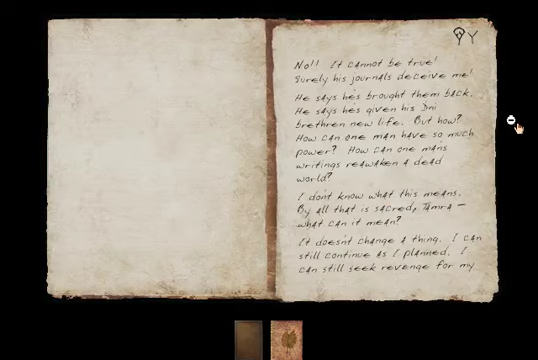 No!! It cannot be true!
Surely his journals deceive me!
He says he's brought them back.
He says he's given his D'ni
brethren new life. But how?
How can one man have so much
power? How can one man's
writings reawaken a dead
world?
I don't know what this means.
By all that is sacred, Tamra –
what can it mean?
It doesn't change a thing. I can
still continue as I planned. I
can still seek revenge for my